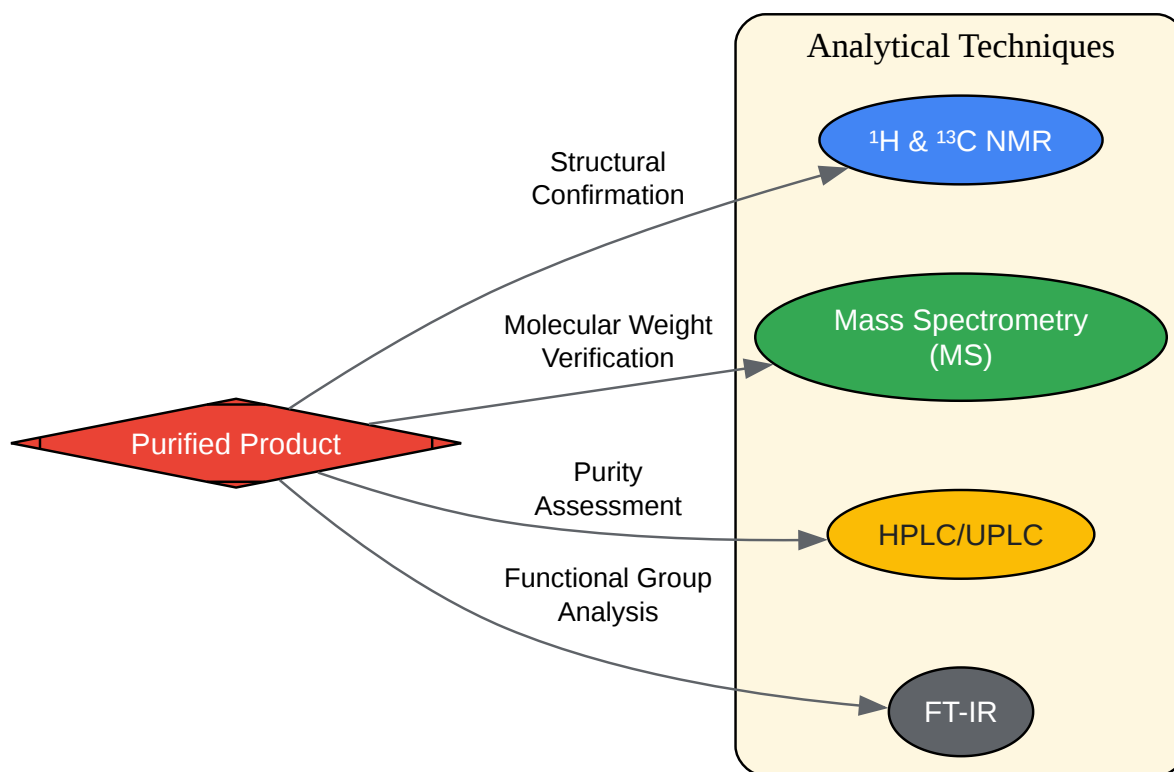 Analytical Techniques
¹H & ¹³C NMR
Structural
Confirmation
Mass Spectrometry
(MS)
Molecular Weight
Verification
Purified Product
Purity
Assessment
HPLC/UPLC
Functional Group
Analysis
FT-IR